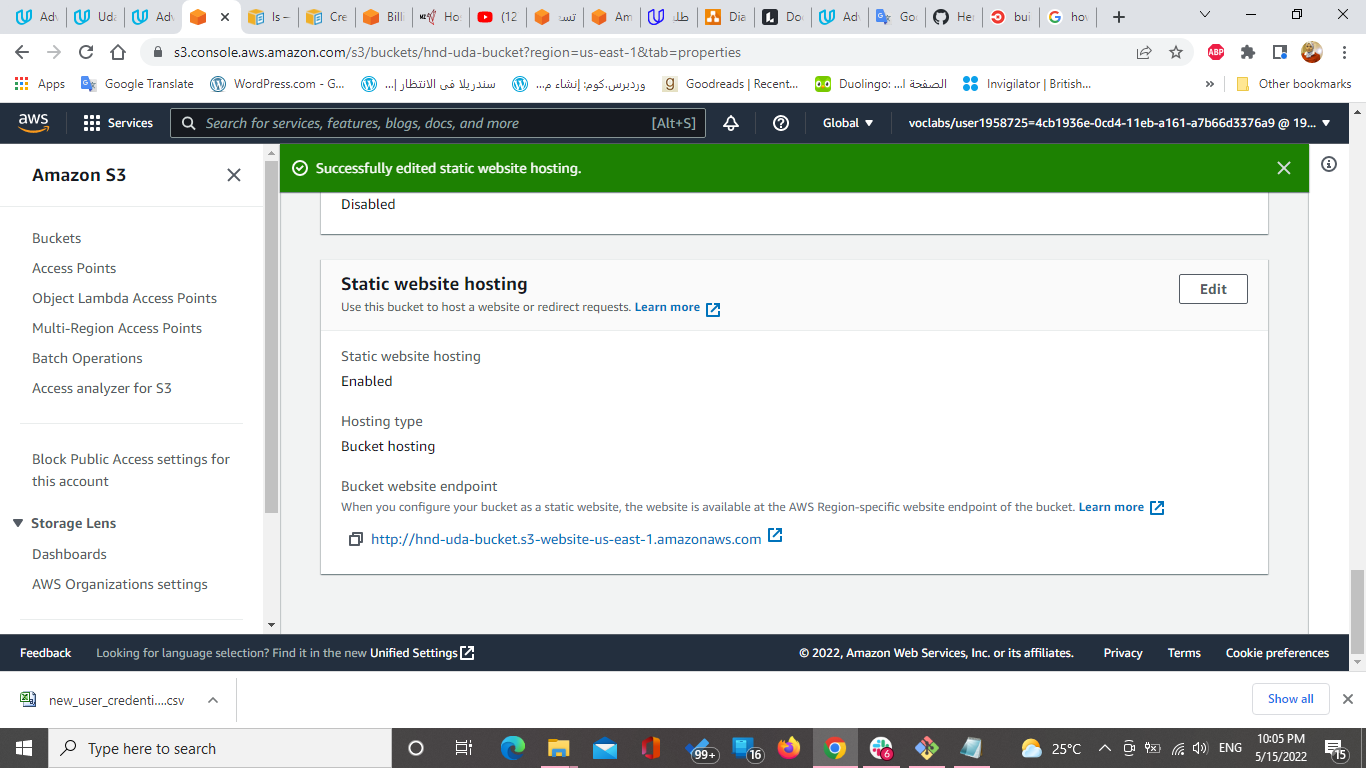 Adv
Uda
Adv
Is
Cre
Billi
Ho
(12
تسـ
Am
طلـ
Dia
Doc
Adv
Goo
Her
bui
hov
s3.console.aws.amazon.com/s3/buckets/hnd-uda-bucket?region=us-east-1&tab=properties
ABP
Apps
Google Translate
WordPress.com - G...
سندريلا فى الانتظار |...
وردبرس.كوم: إنشاء م...
Goodreads | Recent...
Duolingo: الصفحة ا...
Invigilator | British...
»
Other bookmarks
aws
Services
Search for services, features, blogs, docs, and more
[Alt+S]
Global
voclabs/user1958725=4cb1936e-0cd4-11eb-a161-a7b66d3376a9 @ 19...
Amazon S3
Successfully edited static website hosting.
Buckets
Access Points
Object Lambda Access Points
Multi-Region Access Points
Batch Operations
Access analyzer for S3
Block Public Access settings for
this account
Storage Lens
Dashboards
AWS Organizations settings
Disabled
Static website hosting
Edit
Use this bucket to host a website or redirect requests. Learn more
Static website hosting
Enabled
Hosting type
Bucket hosting
Bucket website endpoint
When you configure your bucket as a static website, the website is available at the AWS Region-specific website endpoint of the bucket. Learn more
http://hnd-uda-bucket.s3-website-us-east-1.amazonaws.com
Feedback
Looking for language selection? Find it in the new Unified Settings
© 2022, Amazon Web Services, Inc. or its affiliates.
Privacy
Terms
Cookie preferences
new_user_credenti....csv
Show all
Type here to search
99+
16
6
25°C
ENG
10:05 PM
5/15/2022
15